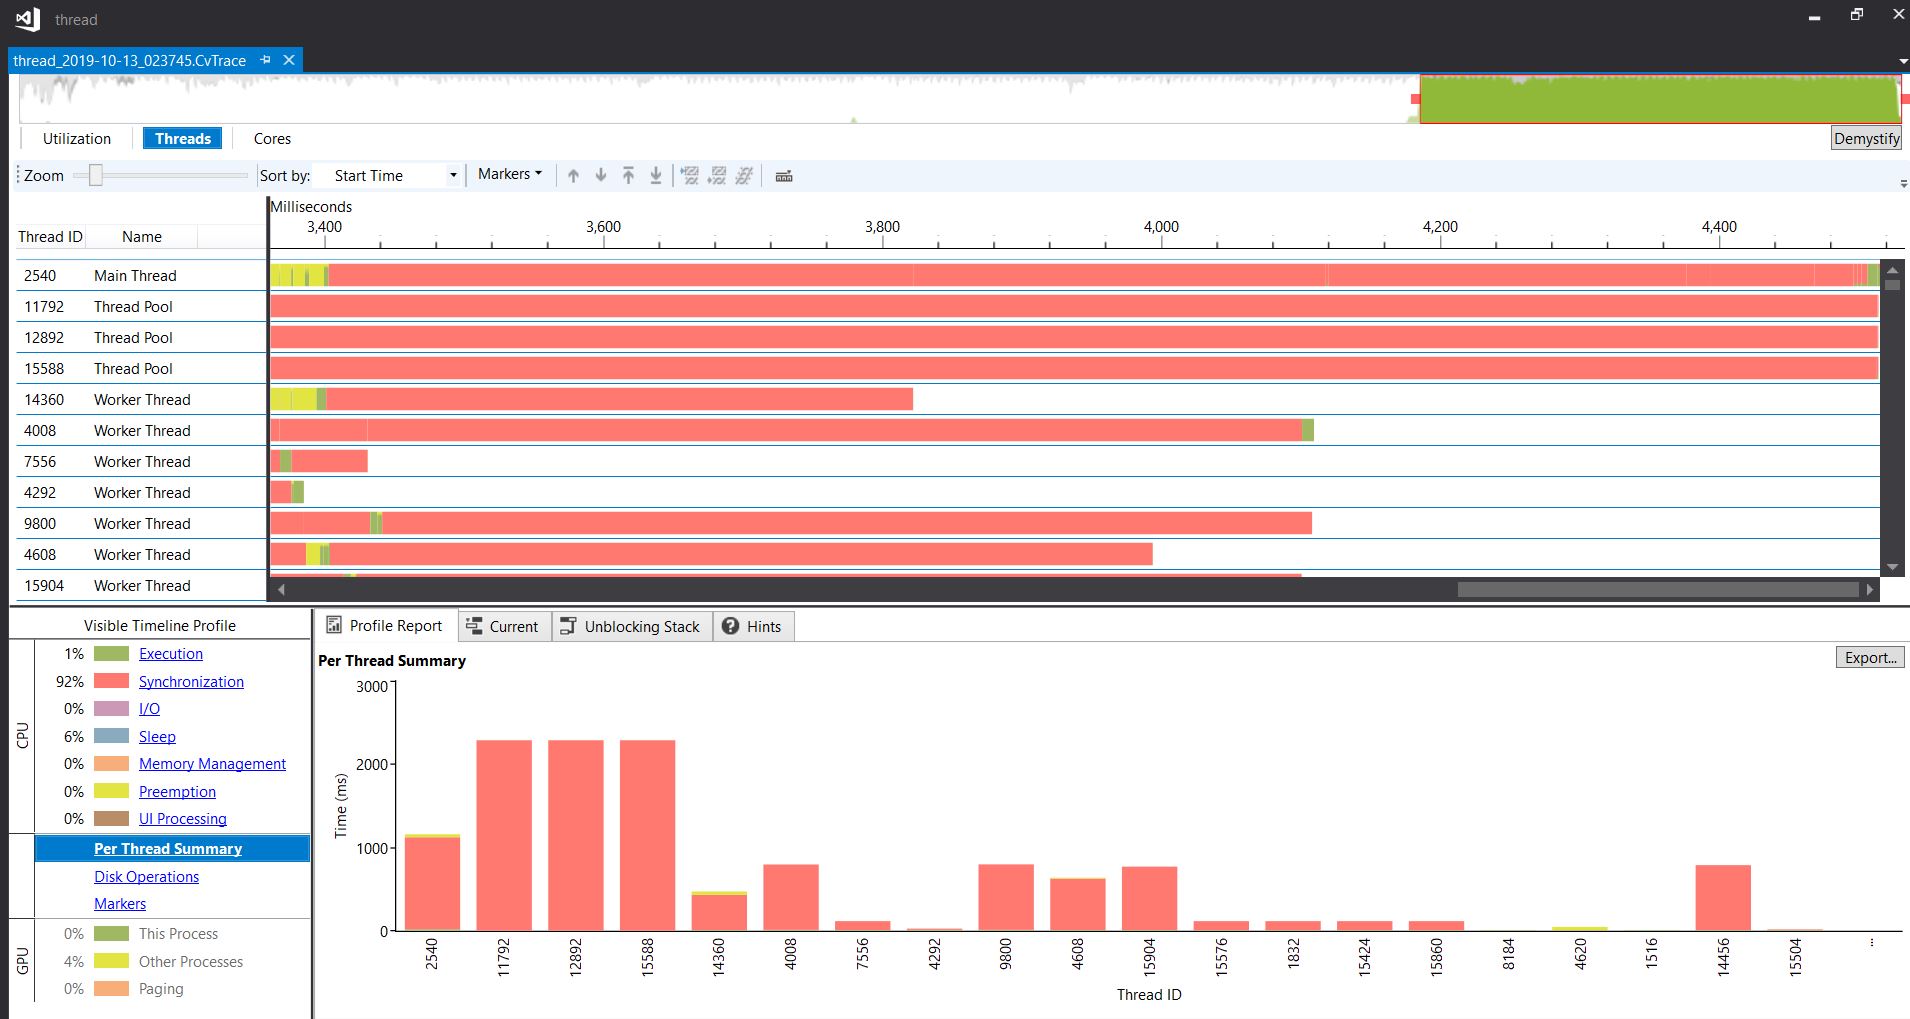 thread
thread_2019-10-13_023745.CvTrace
Utilization Threads Cores Demystify
Zoom Sort by: Start Time Markers
Milliseconds
3,400 3,600 3,800 4,000 4,200 4,400
Thread ID Name
2540 Main Thread
11792 Thread Pool
12892 Thread Pool
15588 Thread Pool
14360 Worker Thread
4008 Worker Thread
7556 Worker Thread
4292 Worker Thread
9800 Worker Thread
4608 Worker Thread
15904 Worker Thread
Visible Timeline Profile
CPU
1% Execution
92% Synchronization
0% I/O
6% Sleep
0% Memory Management
0% Preemption
0% UI Processing
Per Thread Summary
Disk Operations
Markers
GPU
0% This Process
4% Other Processes
0% Paging
Profile Report Current Unblocking Stack Hints
Per Thread Summary Export...
Time (ms)
3000
2000
1000
0
2540 11792 12892 15588 14360 4008 7556 4292 9800 4608 15904 15576 1832 15424 15860 8184 4620 1516 14456 15504 ...
Thread ID